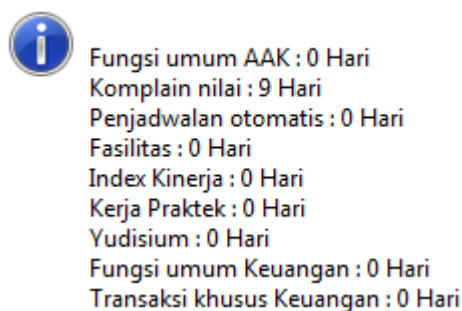 Fungsi umum AAK : 0 Hari
Komplain nilai : 9 Hari
Penjadwalan otomatis : 0 Hari
Fasilitas : 0 Hari
Index Kinerja : 0 Hari
Kerja Praktek : 0 Hari
Yudisium : 0 Hari
Fungsi umum Keuangan : 0 Hari
Transaksi khusus Keuangan : 0 Hari